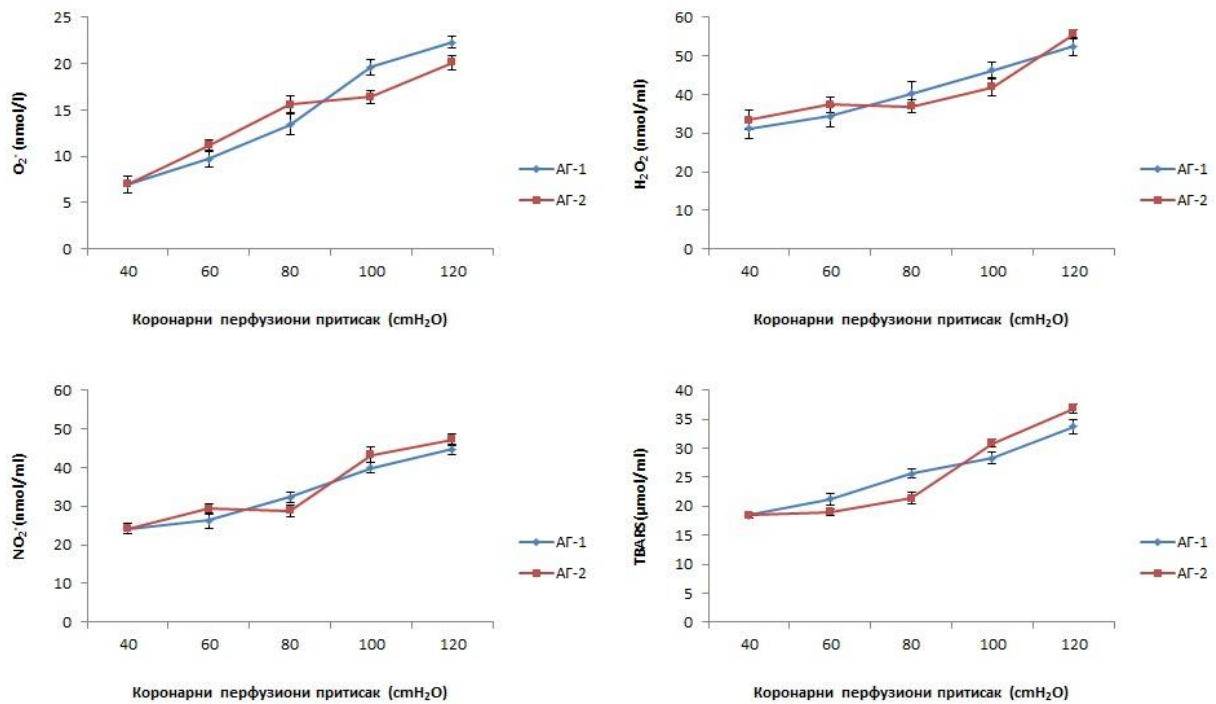 O₂⁻ (nmol/l)
25
20
15
10
5
0
40 60 80 100 120
Коронарни перфузиони притисак (cmH₂O)
АГ-1
АГ-2
H₂O₂ (nmol/ml)
60
50
40
30
20
10
0
40 60 80 100 120
Коронарни перфузиони притисак (cmH₂O)
АГ-1
АГ-2
NO₂⁻(nmol/ml)
60
50
40
30
20
10
0
40 60 80 100 120
Коронарни перфузиони притисак (cmH₂O)
АГ-1
АГ-2
TBARS(μmol/ml)
40
35
30
25
20
15
10
5
0
40 60 80 100 120
Коронарни перфузиони притисак (cmH₂O)
АГ-1
АГ-2